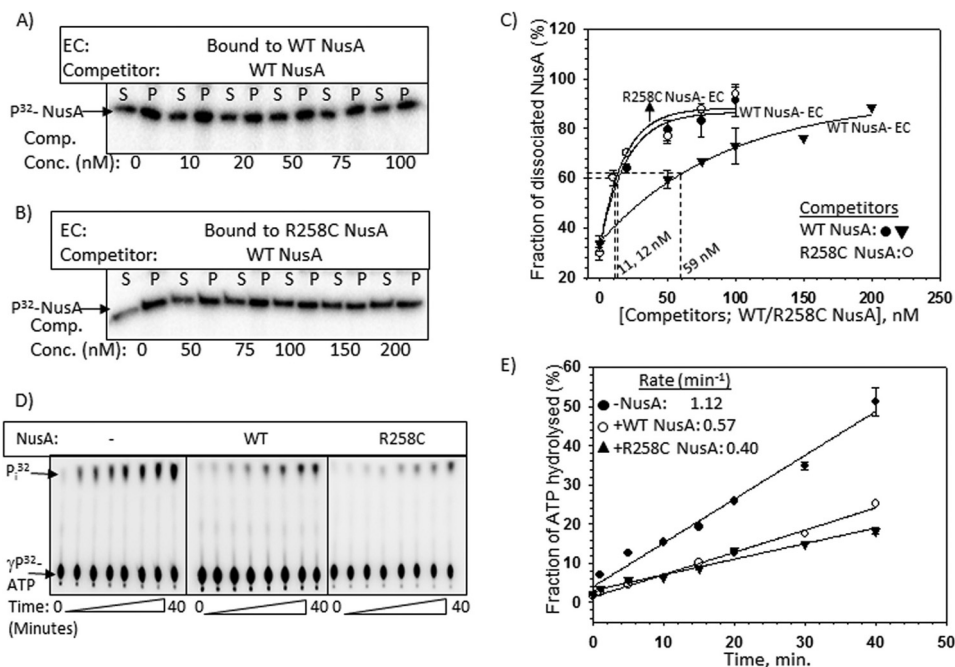 A)
EC: Bound to WT NusA
Competitor: WT NusA
S P S P S P S P S P S P
P³²-NusA
Comp.
Conc. (nM): 0 10 20 50 75 100
B)
EC: Bound to R258C NusA
Competitor: WT NusA
S P S P S P S P S P S P
P³²-NusA
Comp.
Conc. (nM): 0 50 75 100 150 200
C)
Fraction of dissociated NusA (%)
120
100
80
60
40
20
R258C NusA- EC
WT NusA- EC
WT NusA- EC
11, 12 nM
59 nM
Competitors
WT NusA:
R258C NusA:
0 50 100 150 200 250
[Competitors; WT/R258C NusA], nM
D)
NusA: - WT R258C
Pi³²-
γP³²-
ATP
Time: 0 40 0 40 0 40
(Minutes)
E)
Fraction of ATP hydrolysed (%)
60
50
40
30
20
10
0
Rate (min⁻¹)
-NusA: 1.12
+WT NusA: 0.57
+R258C NusA: 0.40
0 10 20 30 40 50
Time, min.